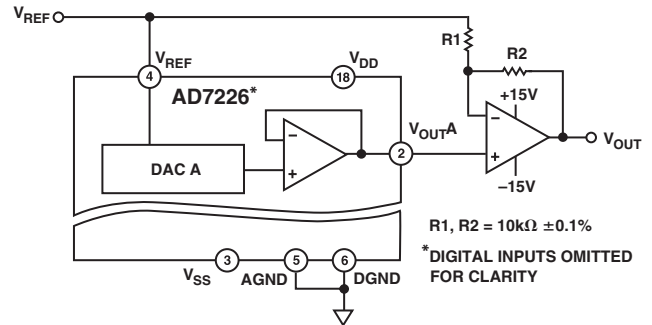 VREF
R1
R2
VREF
VDD
4
18
AD7226*
+15V
VOUTA
DAC A
−
+
2
−
+
VOUT
−15V
R1, R2 = 10kΩ ±0.1%
*DIGITAL INPUTS OMITTED
FOR CLARITY
3
5
6
VSS
AGND
DGND